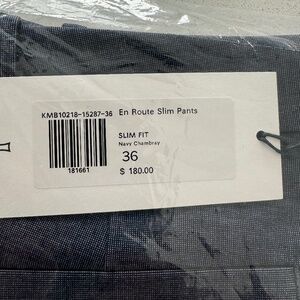 KMB10218-15287-36 En Route Slim Pants
SLIM FIT
Navy Chambray
36
181661
$ 180.00